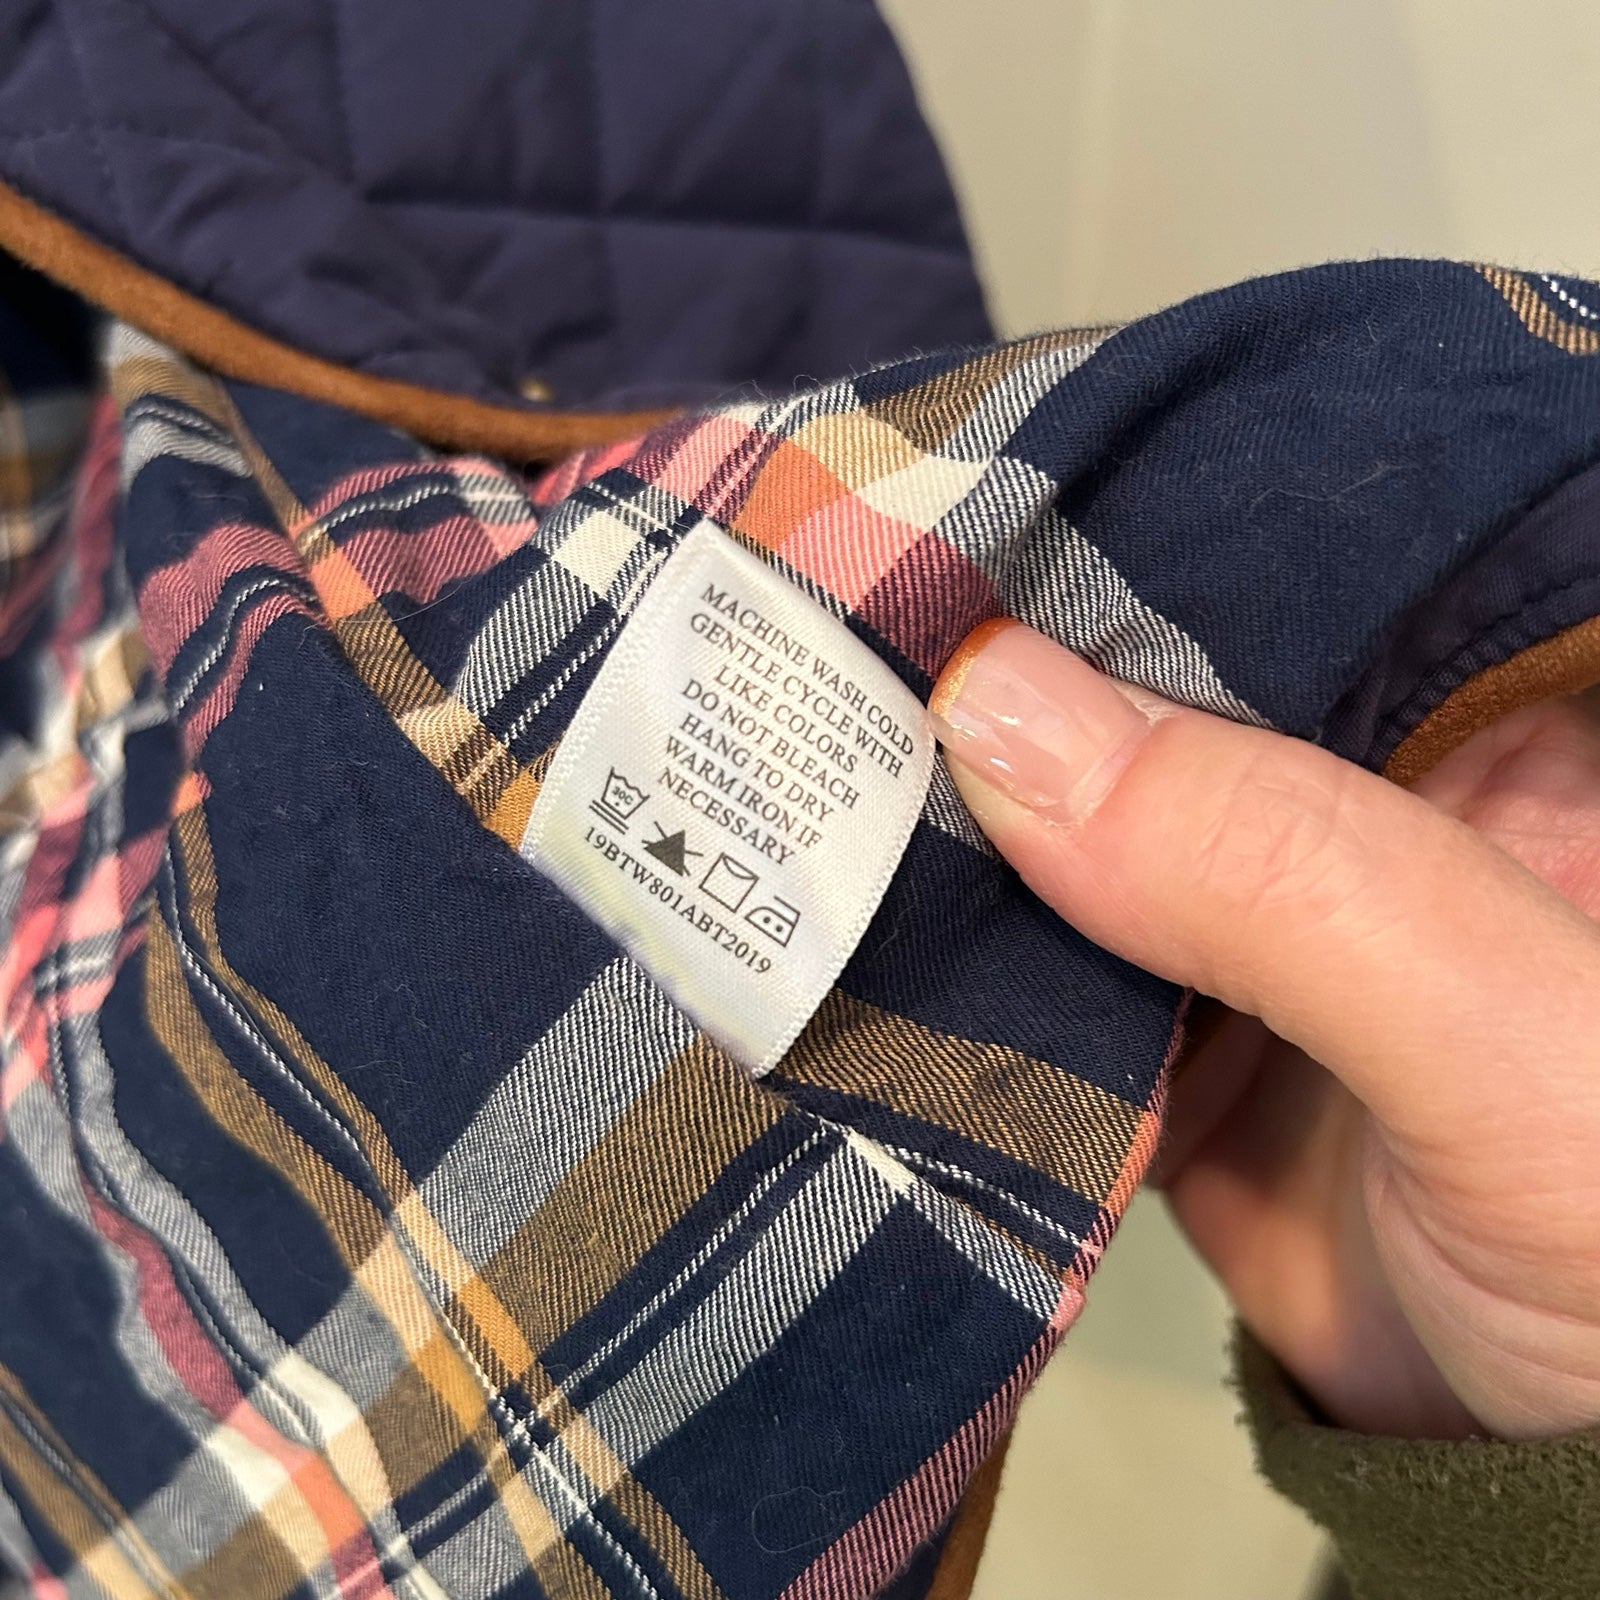 MACHINE WASH COLD
GENTLE CYCLE WITH
LIKE COLORS
DO NOT BLEACH
HANG TO DRY
WARM IRON IF
NECESSARY
30C
19BTW801ABT2019